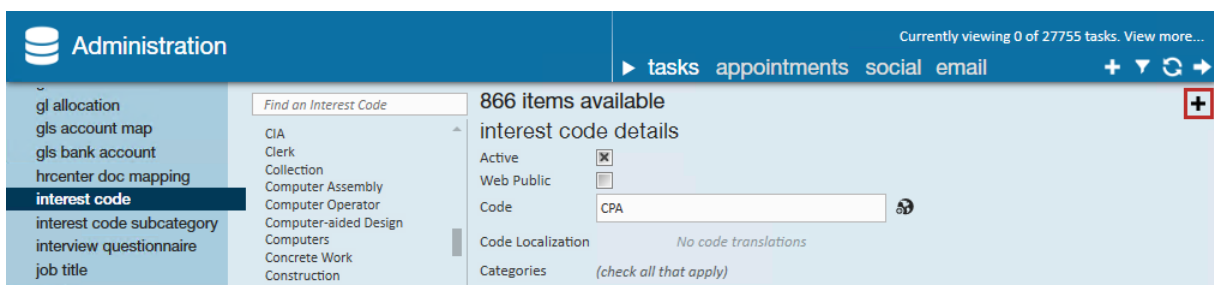 Administration
Currently viewing 0 of 27755 tasks. View more...
tasks appointments social email
gl allocation
gls account map
gls bank account
hrcenter doc mapping
interest code
interest code subcategory
interview questionnaire
job title
Find an Interest Code
CIA
Clerk
Collection
Computer Assembly
Computer Operator
Computer-aided Design
Computers
Concrete Work
Construction
866 items available
interest code details
Active
Web Public
Code CPA
Code Localization No code translations
Categories (check all that apply)